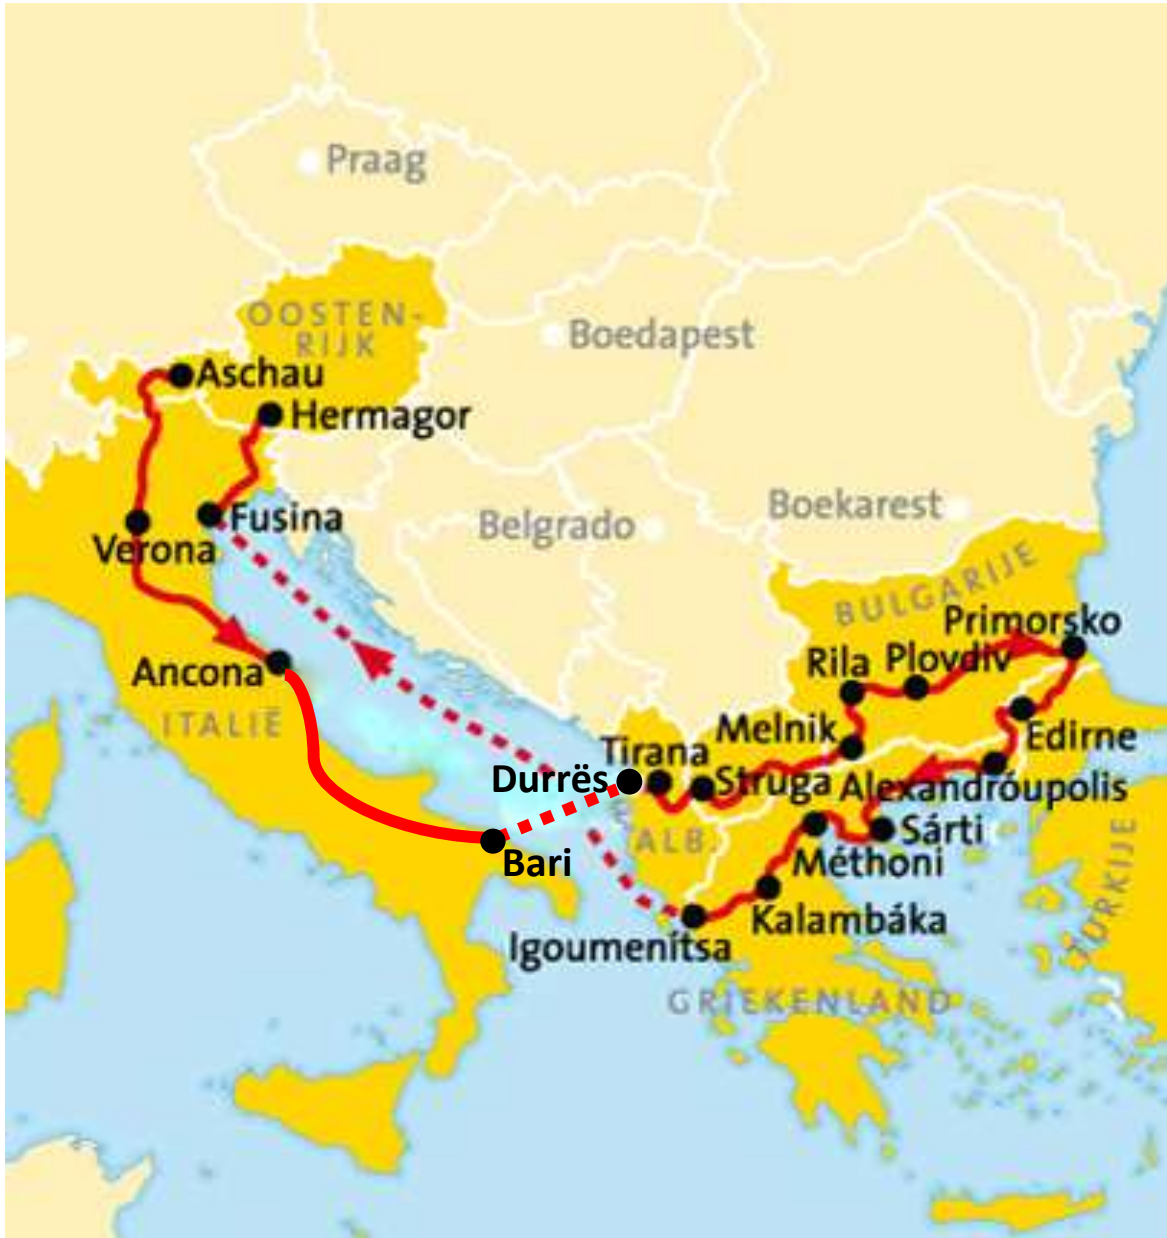 Praag
OOSTEN-
RIJK
Boedapest
Aschau
Hermagor
Boekarest
Fusina
Belgrado
Verona
BULGARIJE
Primorsko
Rila
Plovdiv
Ancona
ITALIË
Melnik
Edirne
Tirana
Durrës
Struga
Alexandróupolis
ALB.
Sárti
Bari
Méthoni
TURKIJE
Kalambáka
Igoumenítsa
GRIEKENLAND